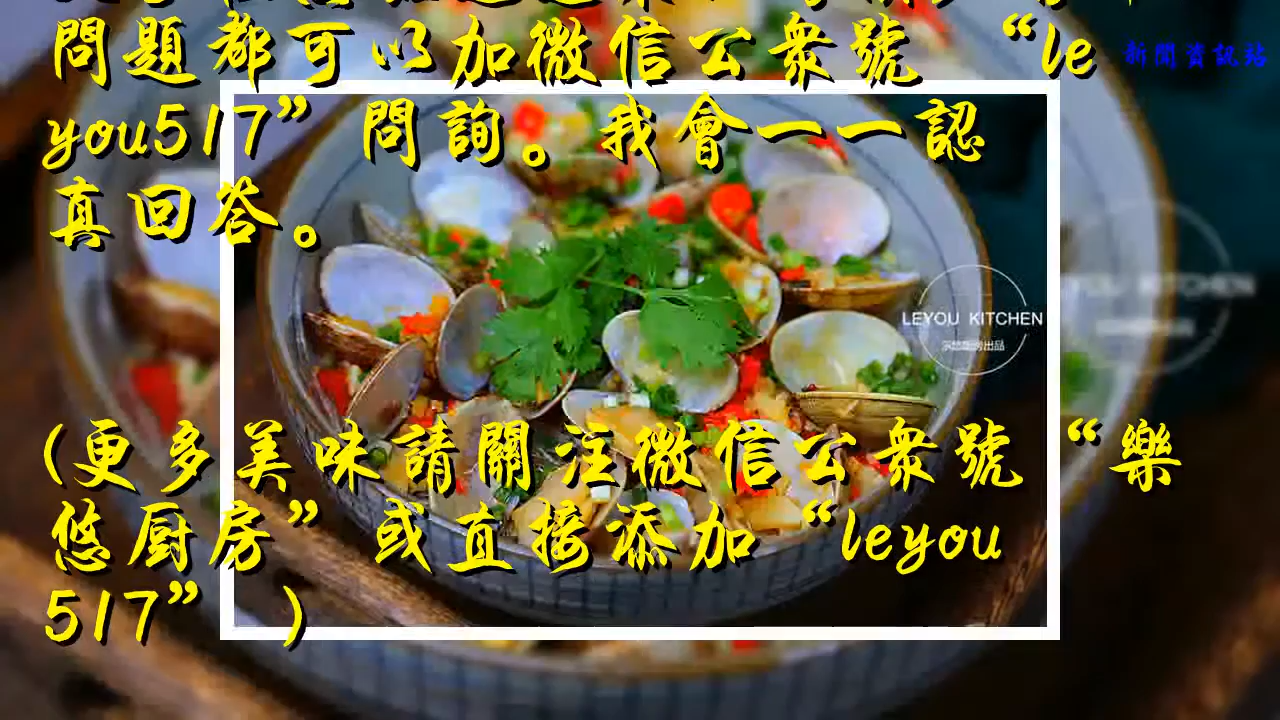 問題都可以加微信公衆號 “le
新聞資訊站
you517” 問詢。我會一一認
真回答。
LEYOU KITCHEN
(更多美味請關注微信公衆號 “樂
悠厨房” 或直接添加 “leyou
517” )